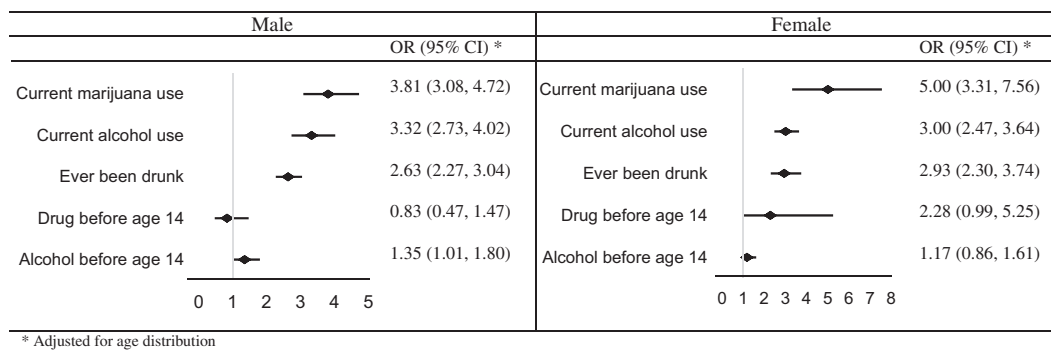 Male Female
OR (95% CI) * OR (95% CI) *
Current marijuana use 3.81 (3.08, 4.72) Current marijuana use 5.00 (3.31, 7.56)
Current alcohol use 3.32 (2.73, 4.02) Current alcohol use 3.00 (2.47, 3.64)
Ever been drunk 2.63 (2.27, 3.04) Ever been drunk 2.93 (2.30, 3.74)
Drug before age 14 0.83 (0.47, 1.47) Drug before age 14 2.28 (0.99, 5.25)
Alcohol before age 14 1.35 (1.01, 1.80) Alcohol before age 14 1.17 (0.86, 1.61)
0 1 2 3 4 5 0 1 2 3 4 5 6 7 8
* Adjusted for age distribution